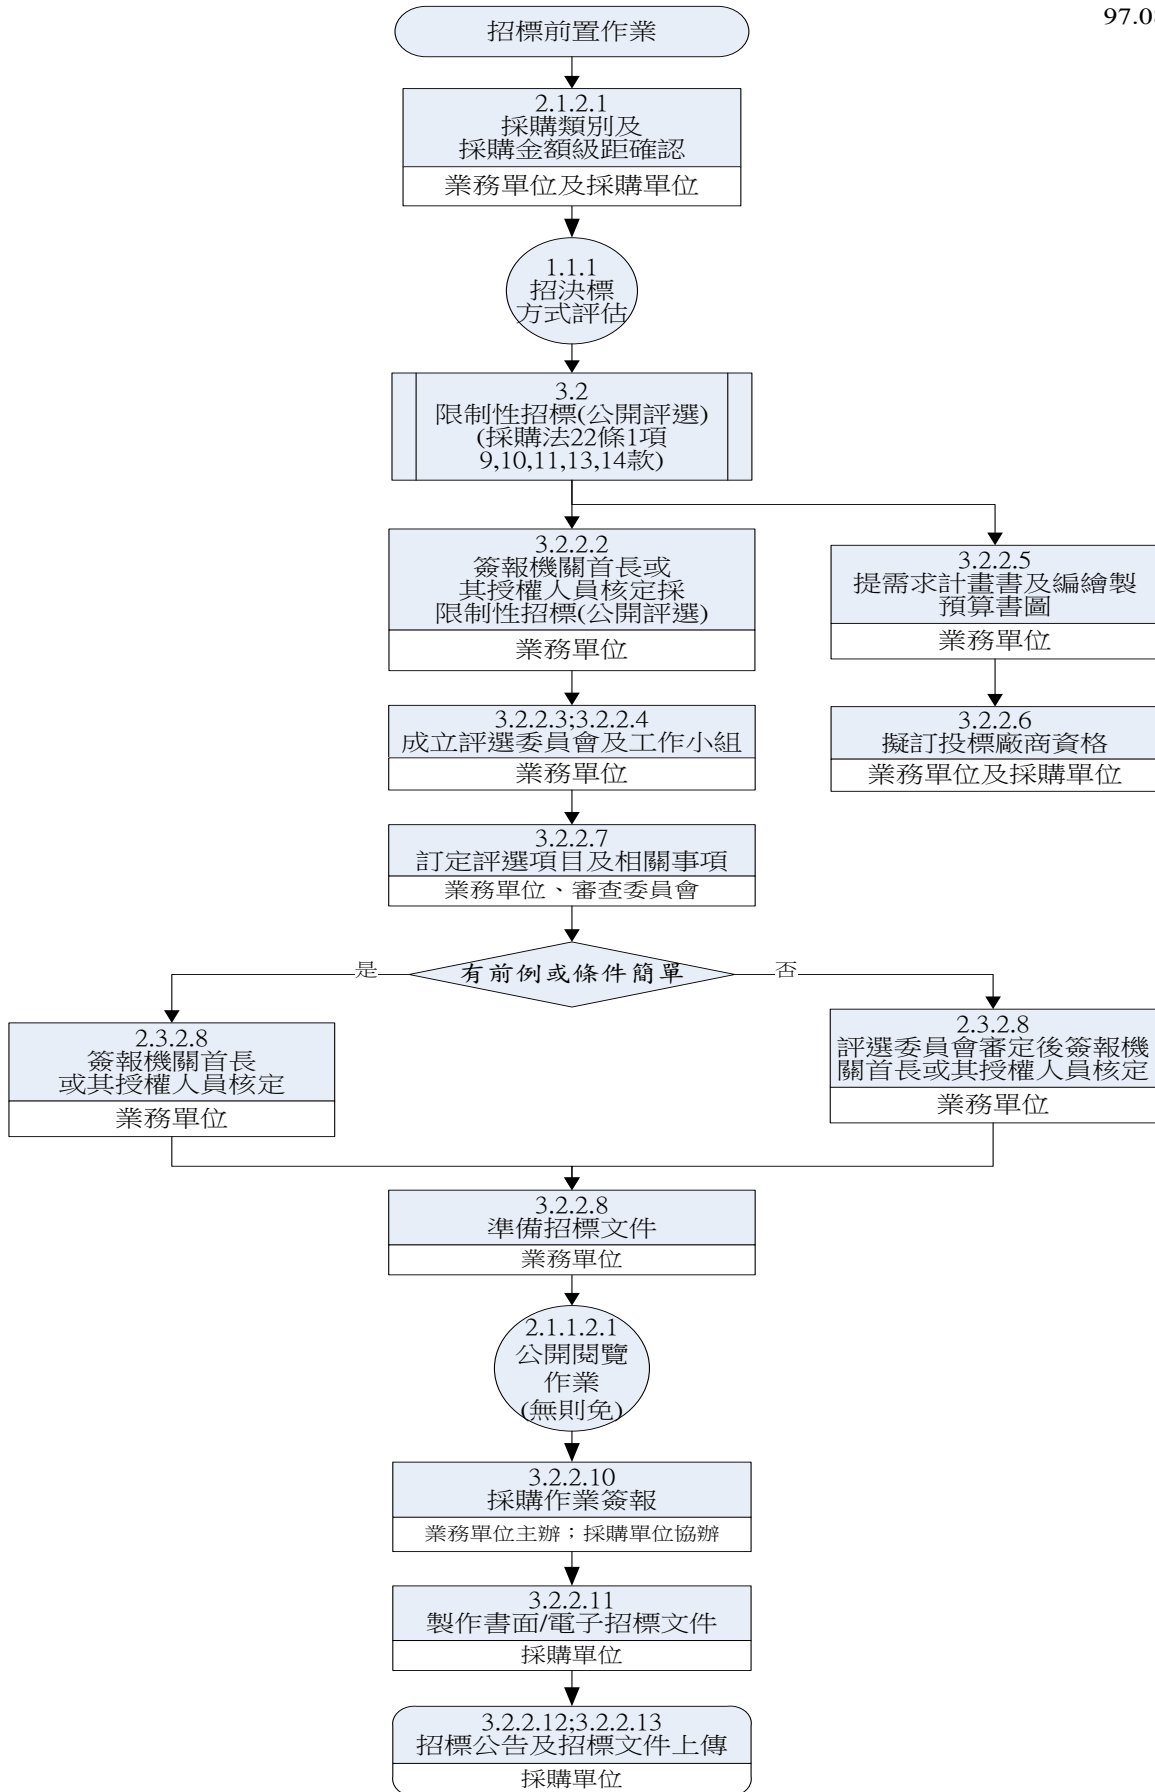 97.0
招標前置作業
2.1.2.1
採購類別及
採購金額級距確認
業務單位及採購單位
1.1.1
招決標
方式評估
3.2
限制性招標(公開評選)
(採購法22條1項
9,10,11,13,14款)
3.2.2.2
簽報機關首長或
其授權人員核定採
限制性招標(公開評選)
業務單位
3.2.2.5
提需求計畫書及編繪製
預算書圖
業務單位
3.2.2.3;3.2.2.4
成立評選委員會及工作小組
業務單位
3.2.2.6
擬訂投標廠商資格
業務單位及採購單位
3.2.2.7
訂定評選項目及相關事項
業務單位、審查委員會
有前例或條件簡單
是
否
2.3.2.8
簽報機關首長
或其授權人員核定
業務單位
2.3.2.8
評選委員會審定後簽報機
關首長或其授權人員核定
業務單位
3.2.2.8
準備招標文件
業務單位
2.1.1.2.1
公開閱覽
作業
(無則免)
3.2.2.10
採購作業簽報
業務單位主辦；採購單位協辦
3.2.2.11
製作書面/電子招標文件
採購單位
3.2.2.12;3.2.2.13
招標公告及招標文件上傳
採購單位